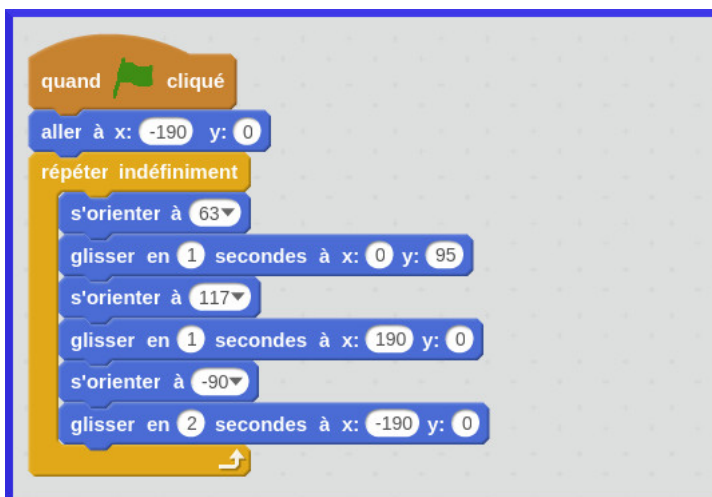 quand cliqué
aller à x: -190 y: 0
répéter indéfiniment
s'orienter à 63
glisser en 1 secondes à x: 0 y: 95
s'orienter à 117
glisser en 1 secondes à x: 190 y: 0
s'orienter à -90
glisser en 2 secondes à x: -190 y: 0